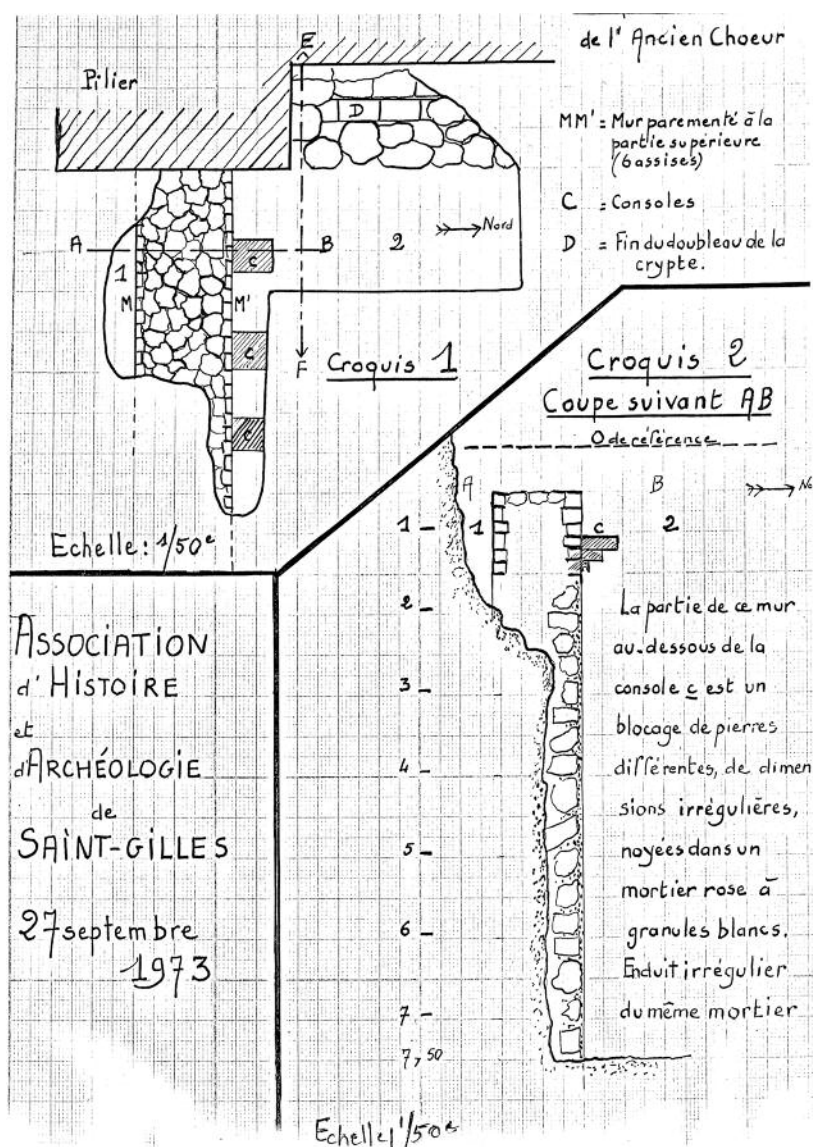 de l'Ancien Choeur
MM' = Mur parementé à la
partie supérieure
(6 assises)
C = Consoles
D = Fin du doubleau de la
crypte.
Pilier
E
D
A
1
M
M'
C
B
2
Nord
C
C
F
Croquis 1
Echelle: 1/50e
Croquis 2
Coupe suivant AB
0 de référence
A
B
No
1
1
C
2
2
3
4
5
6
7
7,50
La partie de ce mur
au-dessous de la
console c est un
blocage de pierres
différentes, de dimen
sions irrégulières,
noyées dans un
mortier rose à
granules blancs.
Enduit irrégulier
du même mortier
Echelle 1/50e
ASSOCIATION
d'HISTOIRE
et
d'ARCHÉOLOGIE
de
SAINT-GILLES
27 septembre
1973